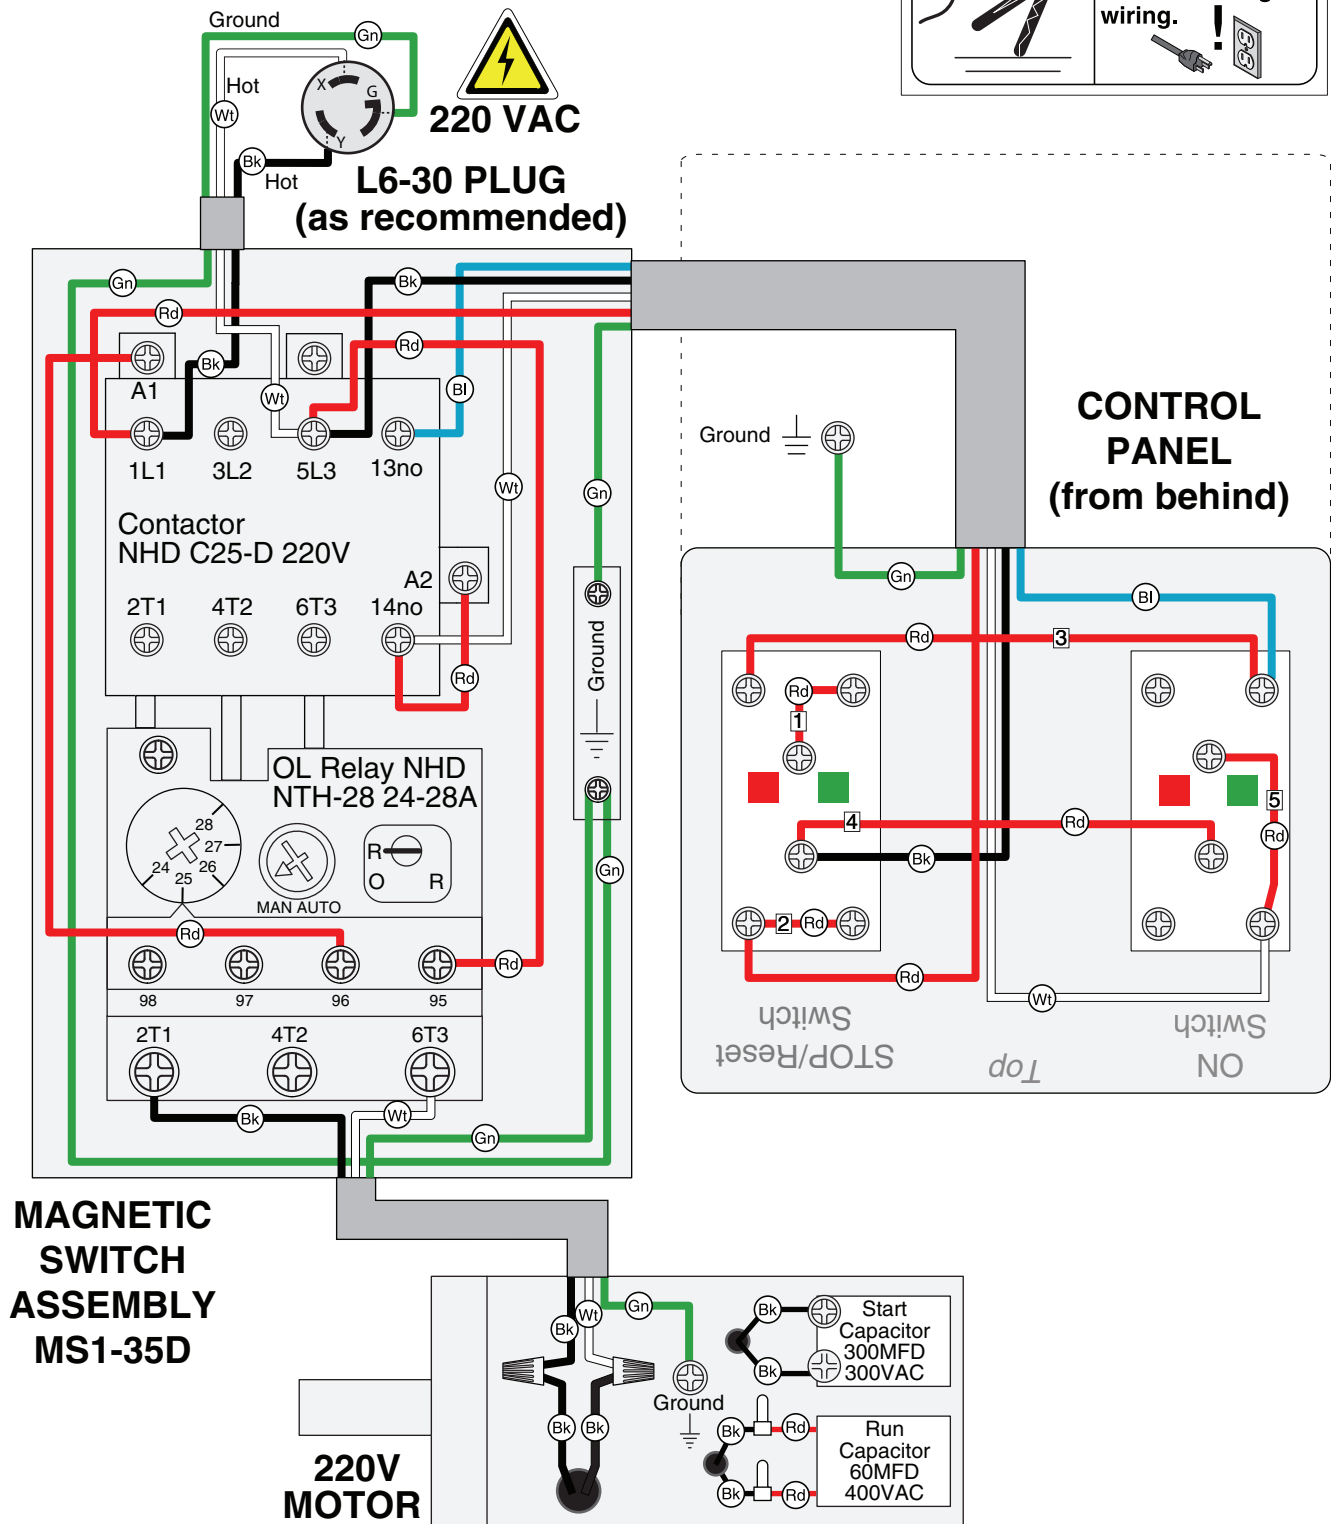 Ground
Gn
Hot
Wt
Bk
Hot
X
G
Y
220 VAC
L6-30 PLUG
(as recommended)
wiring.
!
Gn
Rd
Bk
Bk
Rd
Wt
Bl
A1
1L1
3L2
5L3
13no
Wt
Gn
Contactor
NHD C25-D 220V
A2
2T1
4T2
6T3
14no
Rd
Ground
OL Relay NHD
NTH-28 24-28A
28
27
26
25
24
MAN AUTO
R
O
R
Gn
Rd
Rd
98
97
96
95
2T1
4T2
6T3
Bk
Wt
Gn
MAGNETIC
SWITCH
ASSEMBLY
MS1-35D
CONTROL
PANEL
(from behind)
Ground
Gn
Bl
Rd
3
Rd
1
4
Rd
Bk
5
Rd
2
Rd
Rd
Wt
STOP/Reset
Switch
Top
ON
Switch
Bk
Wt
Gn
Bk
Bk
Ground
Bk
Bk
Start
Capacitor
300MFD
300VAC
Bk
Rd
Bk
Rd
Run
Capacitor
60MFD
400VAC
220V
MOTOR